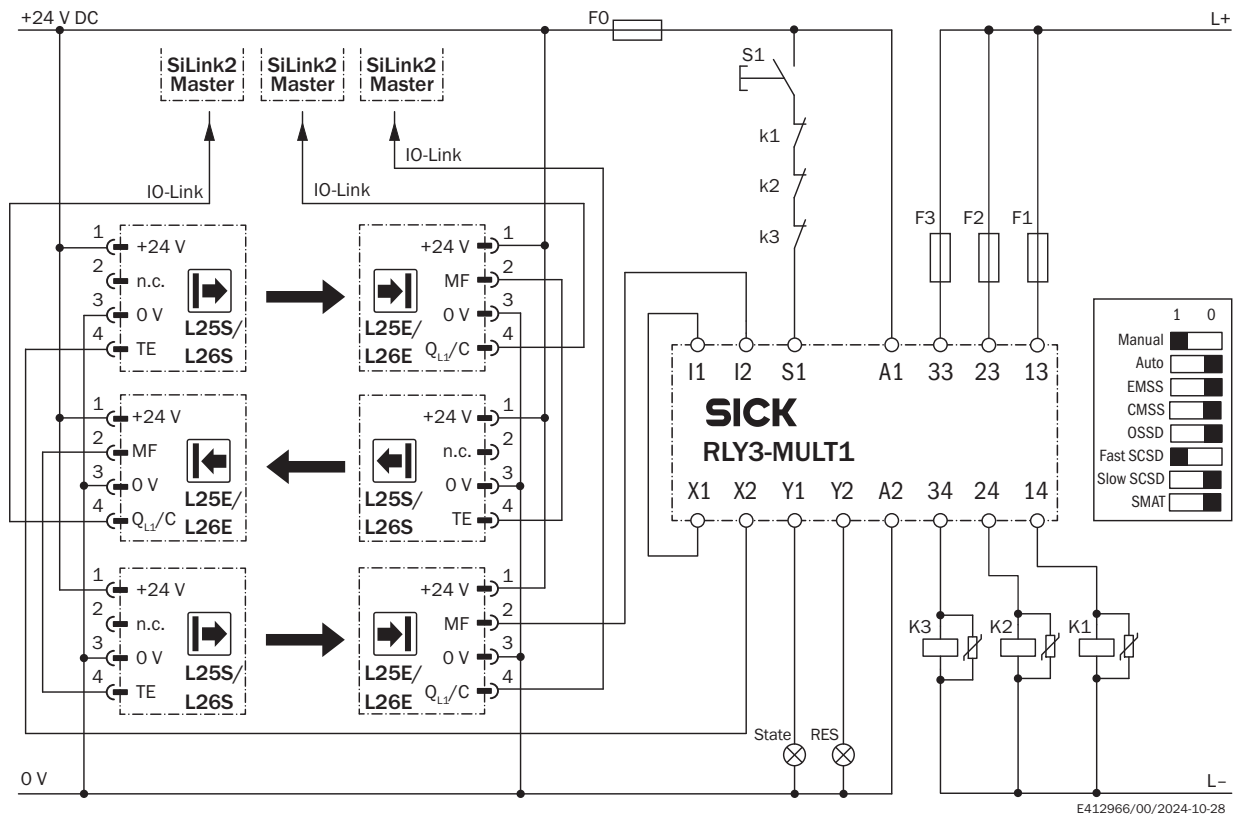 +24 V DC
F0
L+
SiLink2
Master
SiLink2
Master
SiLink2
Master
S1
k1
k2
k3
IO-Link
IO-Link
IO-Link
F3
F2
F1
1
+24 V
2
n.c.
3
0 V
4
TE
L25S/
L26S
+24 V
1
MF
2
0 V
3
QL1/C
4
L25E/
L26E
1
+24 V
2
MF
3
0 V
4
QL1/C
L25E/
L26E
+24 V
1
n.c.
2
0 V
3
TE
4
L25S/
L26S
1
+24 V
2
n.c.
3
0 V
4
TE
L25S/
L26S
+24 V
1
MF
2
0 V
3
QL1/C
4
L25E/
L26E
I1 I2 S1 A1 33 23 13
SICK
RLY3-MULT1
X1 X2 Y1 Y2 A2 34 24 14
1 0
Manual
Auto
EMSS
CMSS
OSSD
Fast SCSD
Slow SCSD
SMAT
K3
K2
K1
State
RES
0 V
L–
E412966/00/2024-10-28